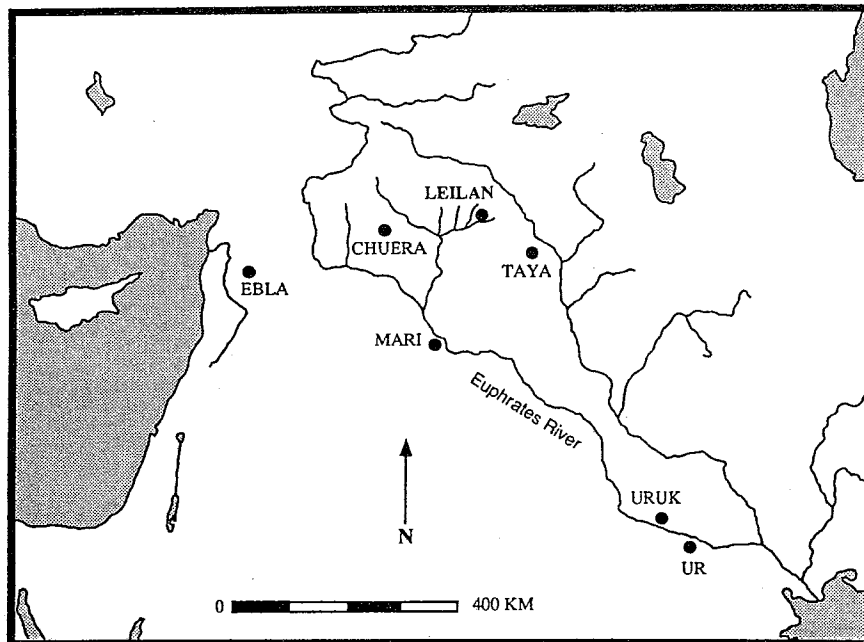 LEILAN
CHUERA
TAYA
EBLA
MARI
Euphrates River
URUK
N
UR
0 400 KM